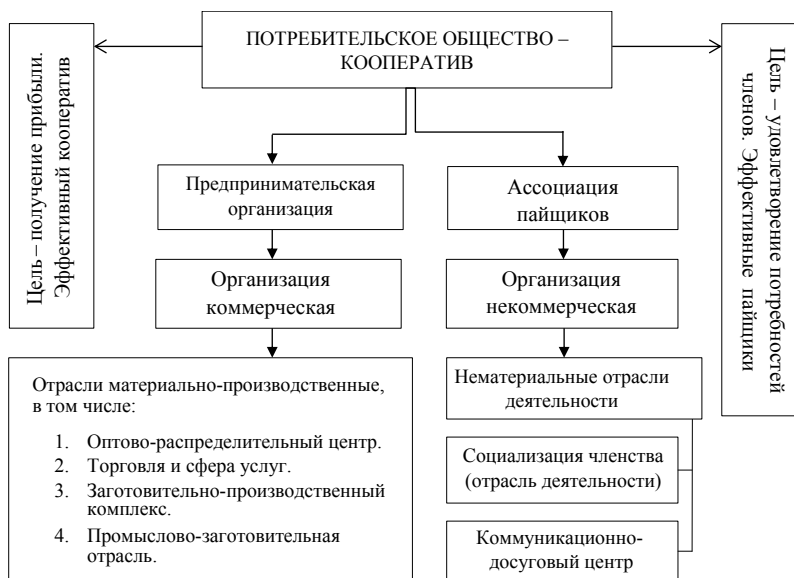 ПОТРЕБИТЕЛЬСКОЕ ОБЩЕСТВО –
КООПЕРАТИВ
Цель – получение прибыли.
Эффективный кооператив
Цель – удовлетворение потребностей
членов. Эффективные пайщики
Предпринимательская
организация
Ассоциация
пайщиков
Организация
коммерческая
Организация
некоммерческая
Отрасли материально-производственные,
в том числе:
1. Оптово-распределительный центр.
2. Торговля и сфера услуг.
3. Заготовительно-производственный
комплекс.
4. Промыслово-заготовительная
отрасль.
Нематериальные отрасли
деятельности
Социализация членства
(отрасль деятельности)
Коммуникационно-
досуговый центр